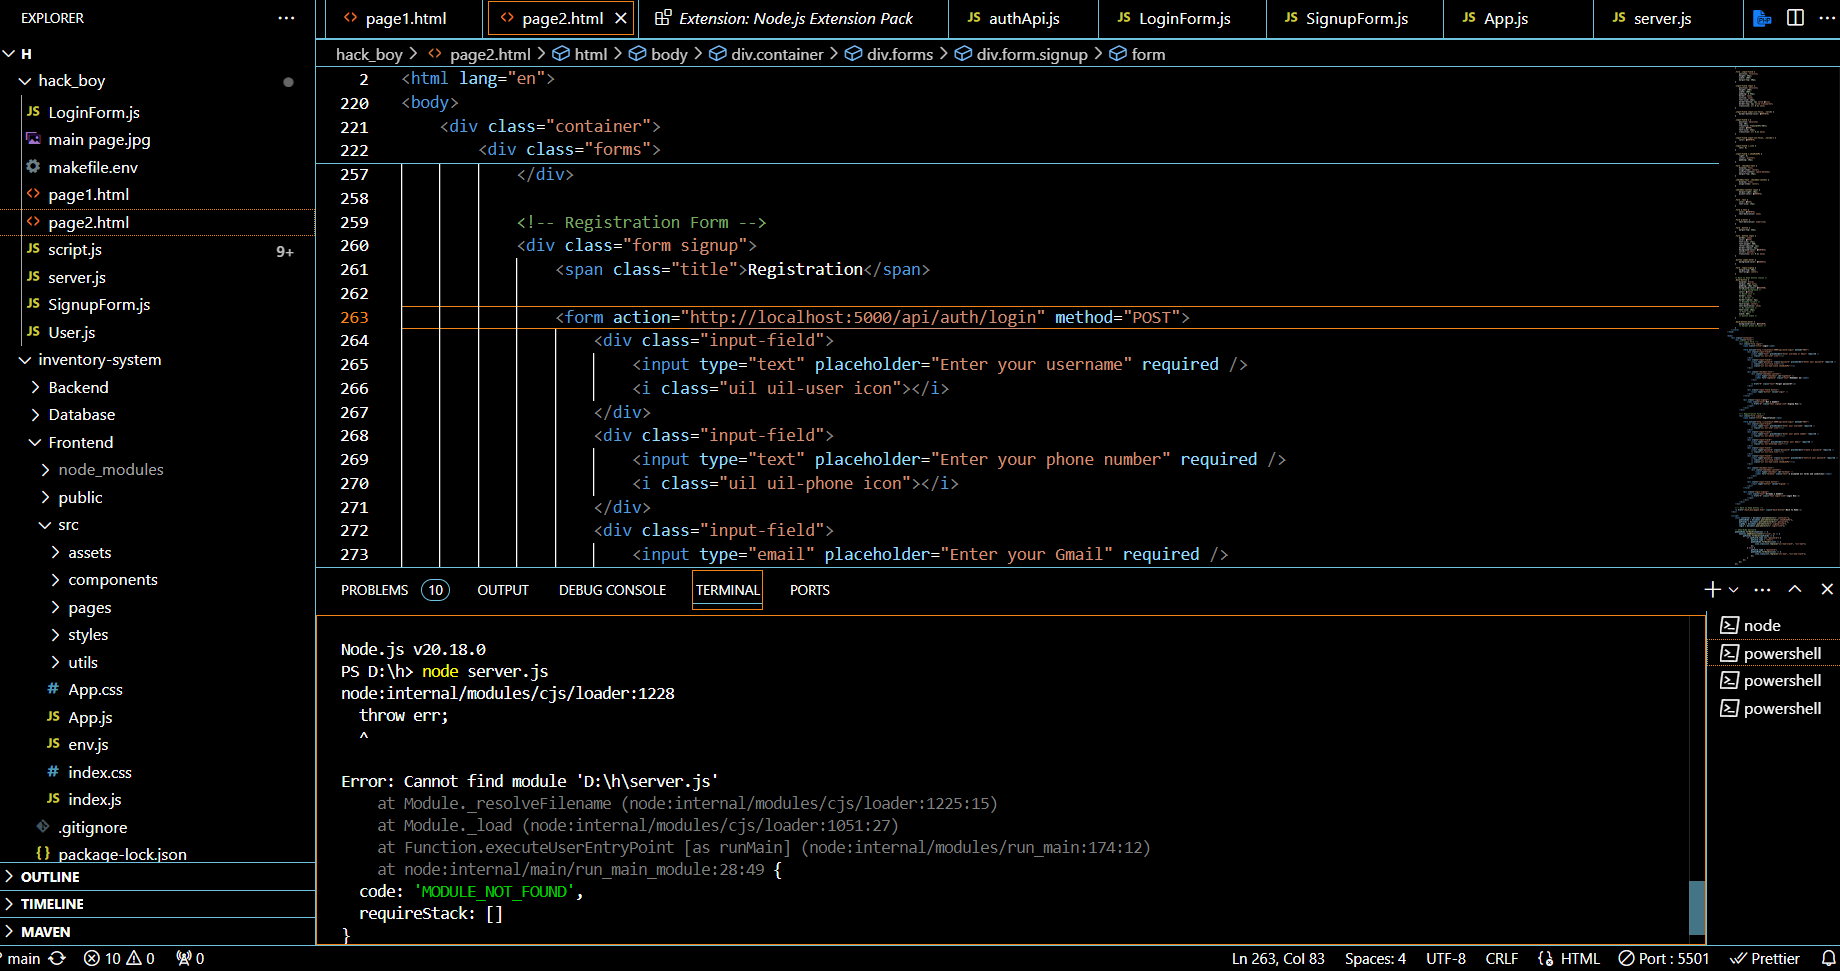 EXPLORER
H
hack_boy
JS LoginForm.js
main page.jpg
makefile.env
<> page1.html
<> page2.html
JS script.js 9+
JS server.js
JS SignupForm.js
JS User.js
inventory-system
Backend
Database
Frontend
node_modules
public
src
assets
components
pages
styles
utils
# App.css
JS App.js
JS env.js
# index.css
JS index.js
.gitignore
{} package-lock.json
OUTLINE
TIMELINE
MAVEN
<> page1.html
<> page2.html
Extension: Node.js Extension Pack
JS authApi.js
JS LoginForm.js
JS SignupForm.js
JS App.js
JS server.js
hack_boy > <> page2.html > html > body > div.container > div.forms > div.form.signup > form
2 <html lang="en">
220 <body>
221 <div class="container">
222 <div class="forms">
257 </div>
258
259 <!-- Registration Form -->
260 <div class="form signup">
261 <span class="title">Registration</span>
262
263 <form action="http://localhost:5000/api/auth/login" method="POST">
264 <div class="input-field">
265 <input type="text" placeholder="Enter your username" required />
266 <i class="uil uil-user icon"></i>
267 </div>
268 <div class="input-field">
269 <input type="text" placeholder="Enter your phone number" required />
270 <i class="uil uil-phone icon"></i>
271 </div>
272 <div class="input-field">
273 <input type="email" placeholder="Enter your Gmail" required />
PROBLEMS 10 OUTPUT DEBUG CONSOLE TERMINAL PORTS
Node.js v20.18.0
PS D:\h> node server.js
node:internal/modules/cjs/loader:1228
throw err;
^
Error: Cannot find module 'D:\h\server.js'
at Module._resolveFilename (node:internal/modules/cjs/loader:1225:15)
at Module._load (node:internal/modules/cjs/loader:1051:27)
at Function.executeUserEntryPoint [as runMain] (node:internal/modules/run_main:174:12)
at node:internal/main/run_main_module:28:49 {
code: 'MODULE_NOT_FOUND',
requireStack: []
}
node
powershell
powershell
powershell
main 10 0 0
Ln 263, Col 83 Spaces: 4 UTF-8 CRLF HTML Port : 5501 Prettier